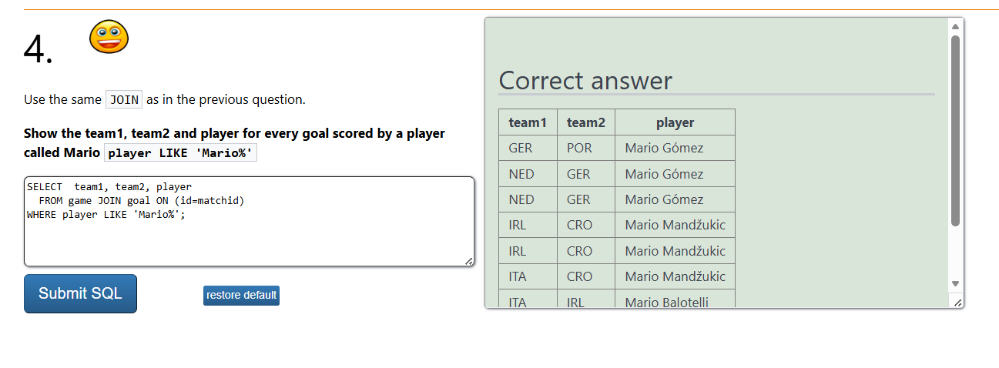 4.
Use the same JOIN as in the previous question.
Show the team1, team2 and player for every goal scored by a player
called Mario player LIKE 'Mario%'
SELECT  team1, team2, player
  FROM game JOIN goal ON (id=matchid)
WHERE player LIKE 'Mario%';
Submit SQL
restore default
Correct answer
team1 team2 player
GER POR Mario Gómez
NED GER Mario Gómez
NED GER Mario Gómez
IRL CRO Mario Mandžukic
IRL CRO Mario Mandžukic
ITA CRO Mario Mandžukic
ITA IRL Mario Balotelli